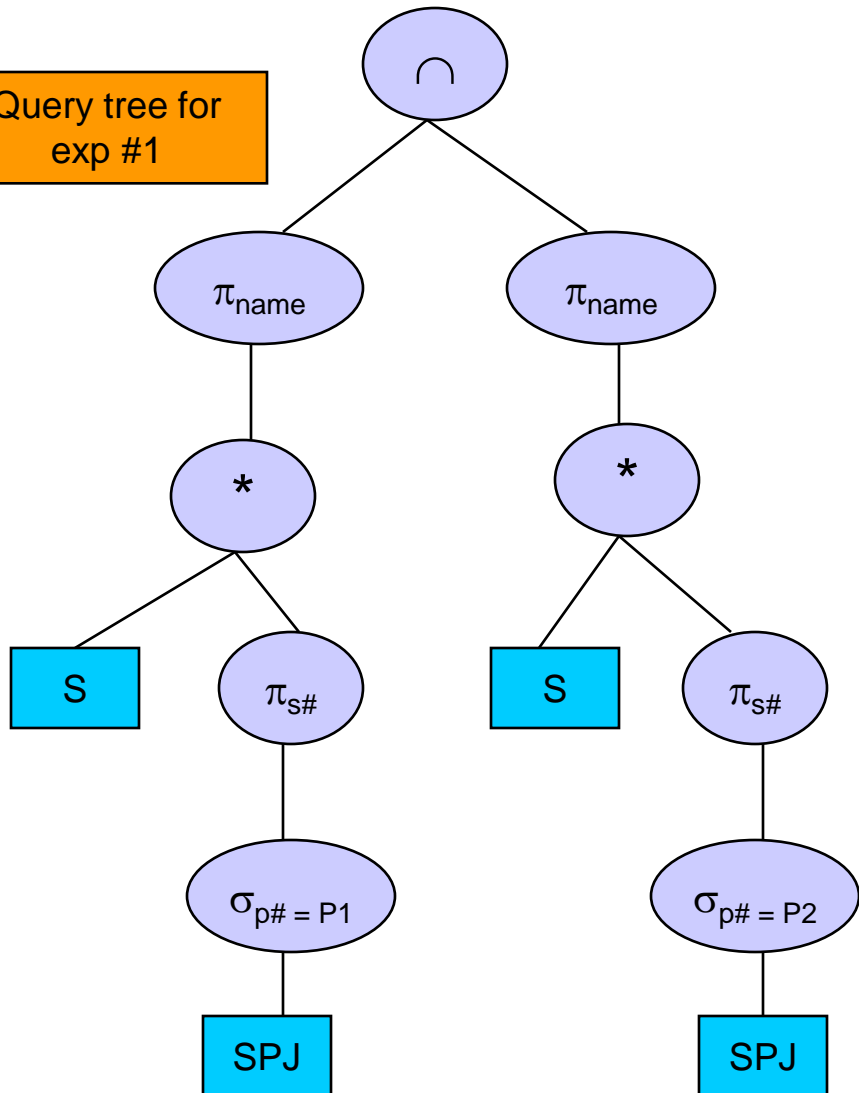 ∩
Query tree for
exp #1
πname πname
* *
S πs# S πs#
σp# = P1 σp# = P2
SPJ SPJ